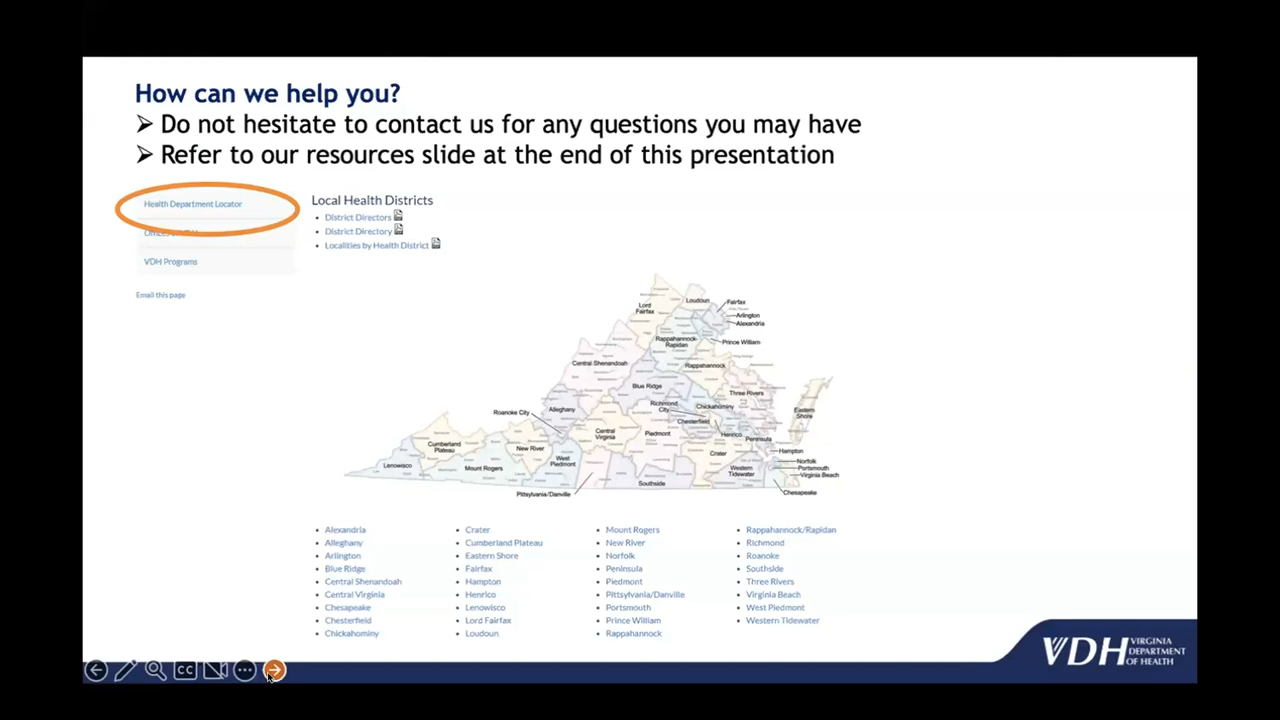 How can we help you?
➢ Do not hesitate to contact us for any questions you may have
➢ Refer to our resources slide at the end of this presentation
Health Department Locator
VDH Programs
Email this page
Local Health Districts
• District Directors
• District Directory
• Localities by Health District
Lord Fairfax
Loudoun
Fairfax
Arlington
Alexandria
Prince William
Rappahannock-Rapidan
Central Shenandoah
Rappahannock
Blue Ridge
Three Rivers
Richmond City
Chickahominy
Eastern Shore
Roanoke City
Alleghany
Chesterfield
Central Virginia
Piedmont
Henrico
Peninsula
Cumberland Plateau
New River
Hampton
Crater
Lenowisco
Mount Rogers
West Piedmont
Norfolk
Portsmouth
Western Tidewater
Virginia Beach
Southside
Pittsylvania/Danville
Chesapeake
• Alexandria
• Alleghany
• Arlington
• Blue Ridge
• Central Shenandoah
• Central Virginia
• Chesapeake
• Chesterfield
• Chickahominy
• Crater
• Cumberland Plateau
• Eastern Shore
• Fairfax
• Hampton
• Henrico
• Lenowisco
• Lord Fairfax
• Loudoun
• Mount Rogers
• New River
• Norfolk
• Peninsula
• Piedmont
• Pittsylvania/Danville
• Portsmouth
• Prince William
• Rappahannock
• Rappahannock/Rapidan
• Richmond
• Roanoke
• Southside
• Three Rivers
• Virginia Beach
• West Piedmont
• Western Tidewater
CC
VDH VIRGINIA
DEPARTMENT
OF HEALTH